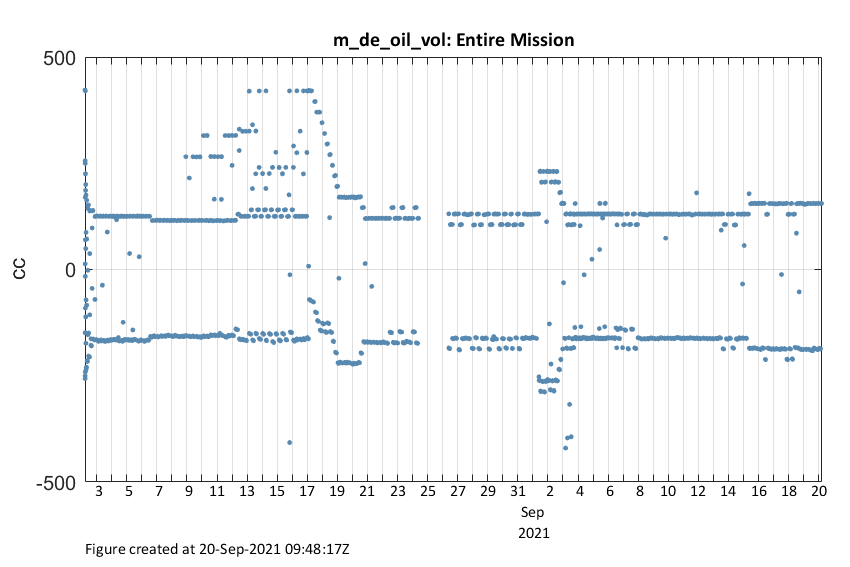 m_de_oil_vol: Entire Mission
500
0
-500
CC
3 5 7 9 11 13 15 17 19 21 23 25 27 29 31 2 4 6 8 10 12 14 16 18 20
Sep
2021
Figure created at 20-Sep-2021 09:48:17Z